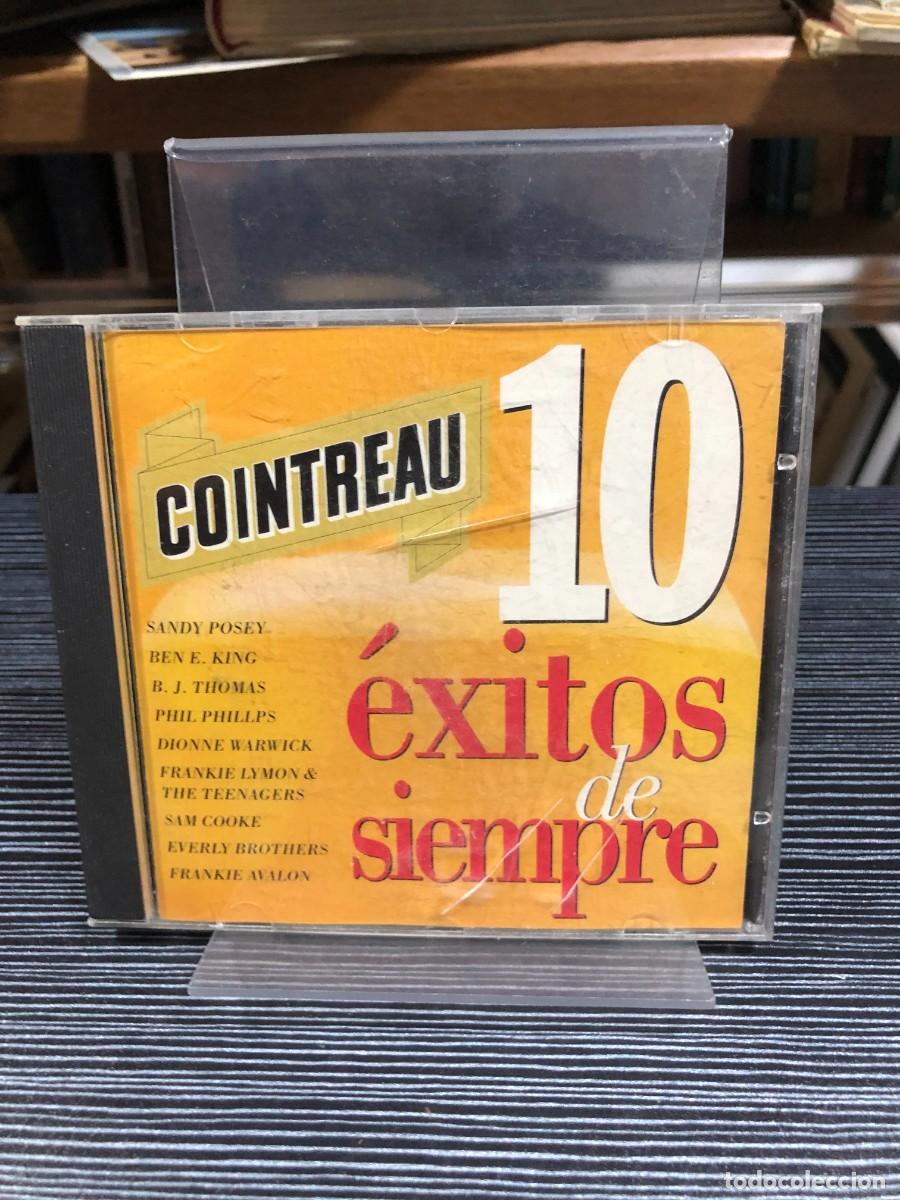 COINTREAU
10
éxitos
de
siempre
SANDY POSEY
BEN E. KING
B. J. THOMAS
PHIL PHILLPS
DIONNE WARWICK
FRANKIE LYMON &
THE TEENAGERS
SAM COOKE
EVERLY BROTHERS
FRANKIE AVALON
todocoleccion